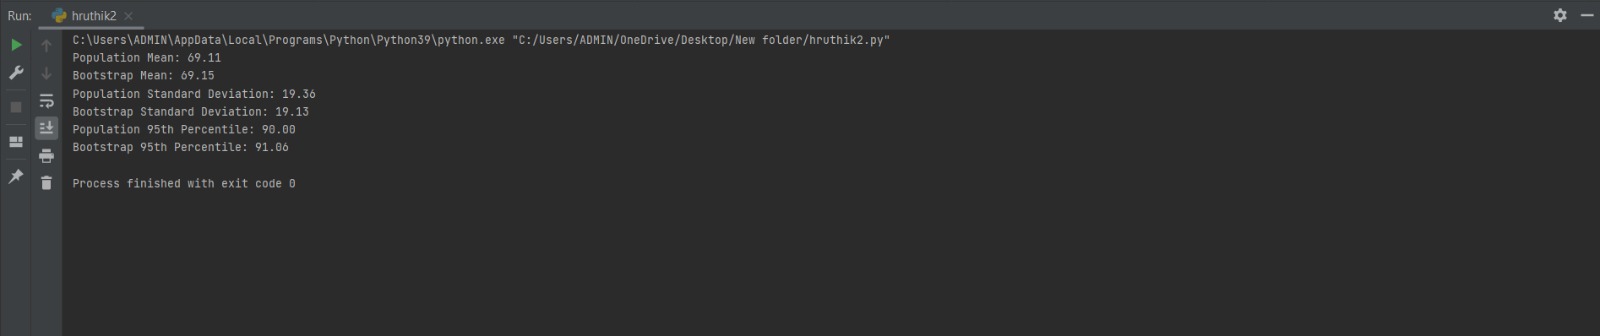 Run: hruthik2
C:\Users\ADMIN\AppData\Local\Programs\Python\Python39\python.exe "C:/Users/ADMIN/OneDrive/Desktop/New folder/hruthik2.py"
Population Mean: 69.11
Bootstrap Mean: 69.15
Population Standard Deviation: 19.36
Bootstrap Standard Deviation: 19.13
Population 95th Percentile: 90.00
Bootstrap 95th Percentile: 91.06
Process finished with exit code 0